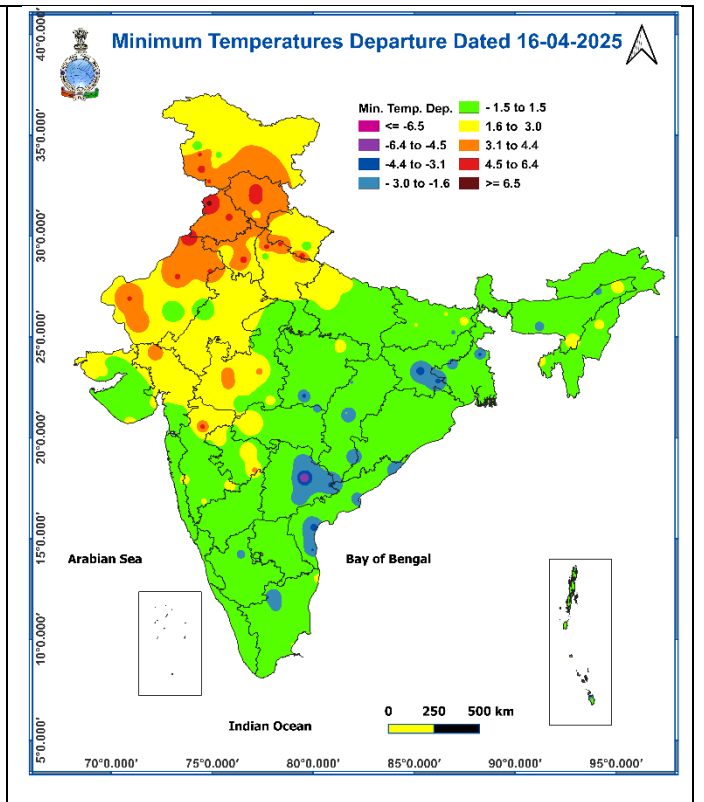 Minimum Temperatures Departure Dated 16-04-2025
Min. Temp. Dep.
<= -6.5
-6.4 to -4.5
-4.4 to -3.1
- 3.0 to -1.6
- 1.5 to 1.5
1.6 to 3.0
3.1 to 4.4
4.5 to 6.4
>= 6.5
40°0.000'
35°0.000'
30°0.000'
25°0.000'
20°0.000'
15°0.000'
10°0.000'
5°0.000'
Arabian Sea
Bay of Bengal
Indian Ocean
0 250 500 km
70°0.000' 75°0.000' 80°0.000' 85°0.000' 90°0.000' 95°0.000'